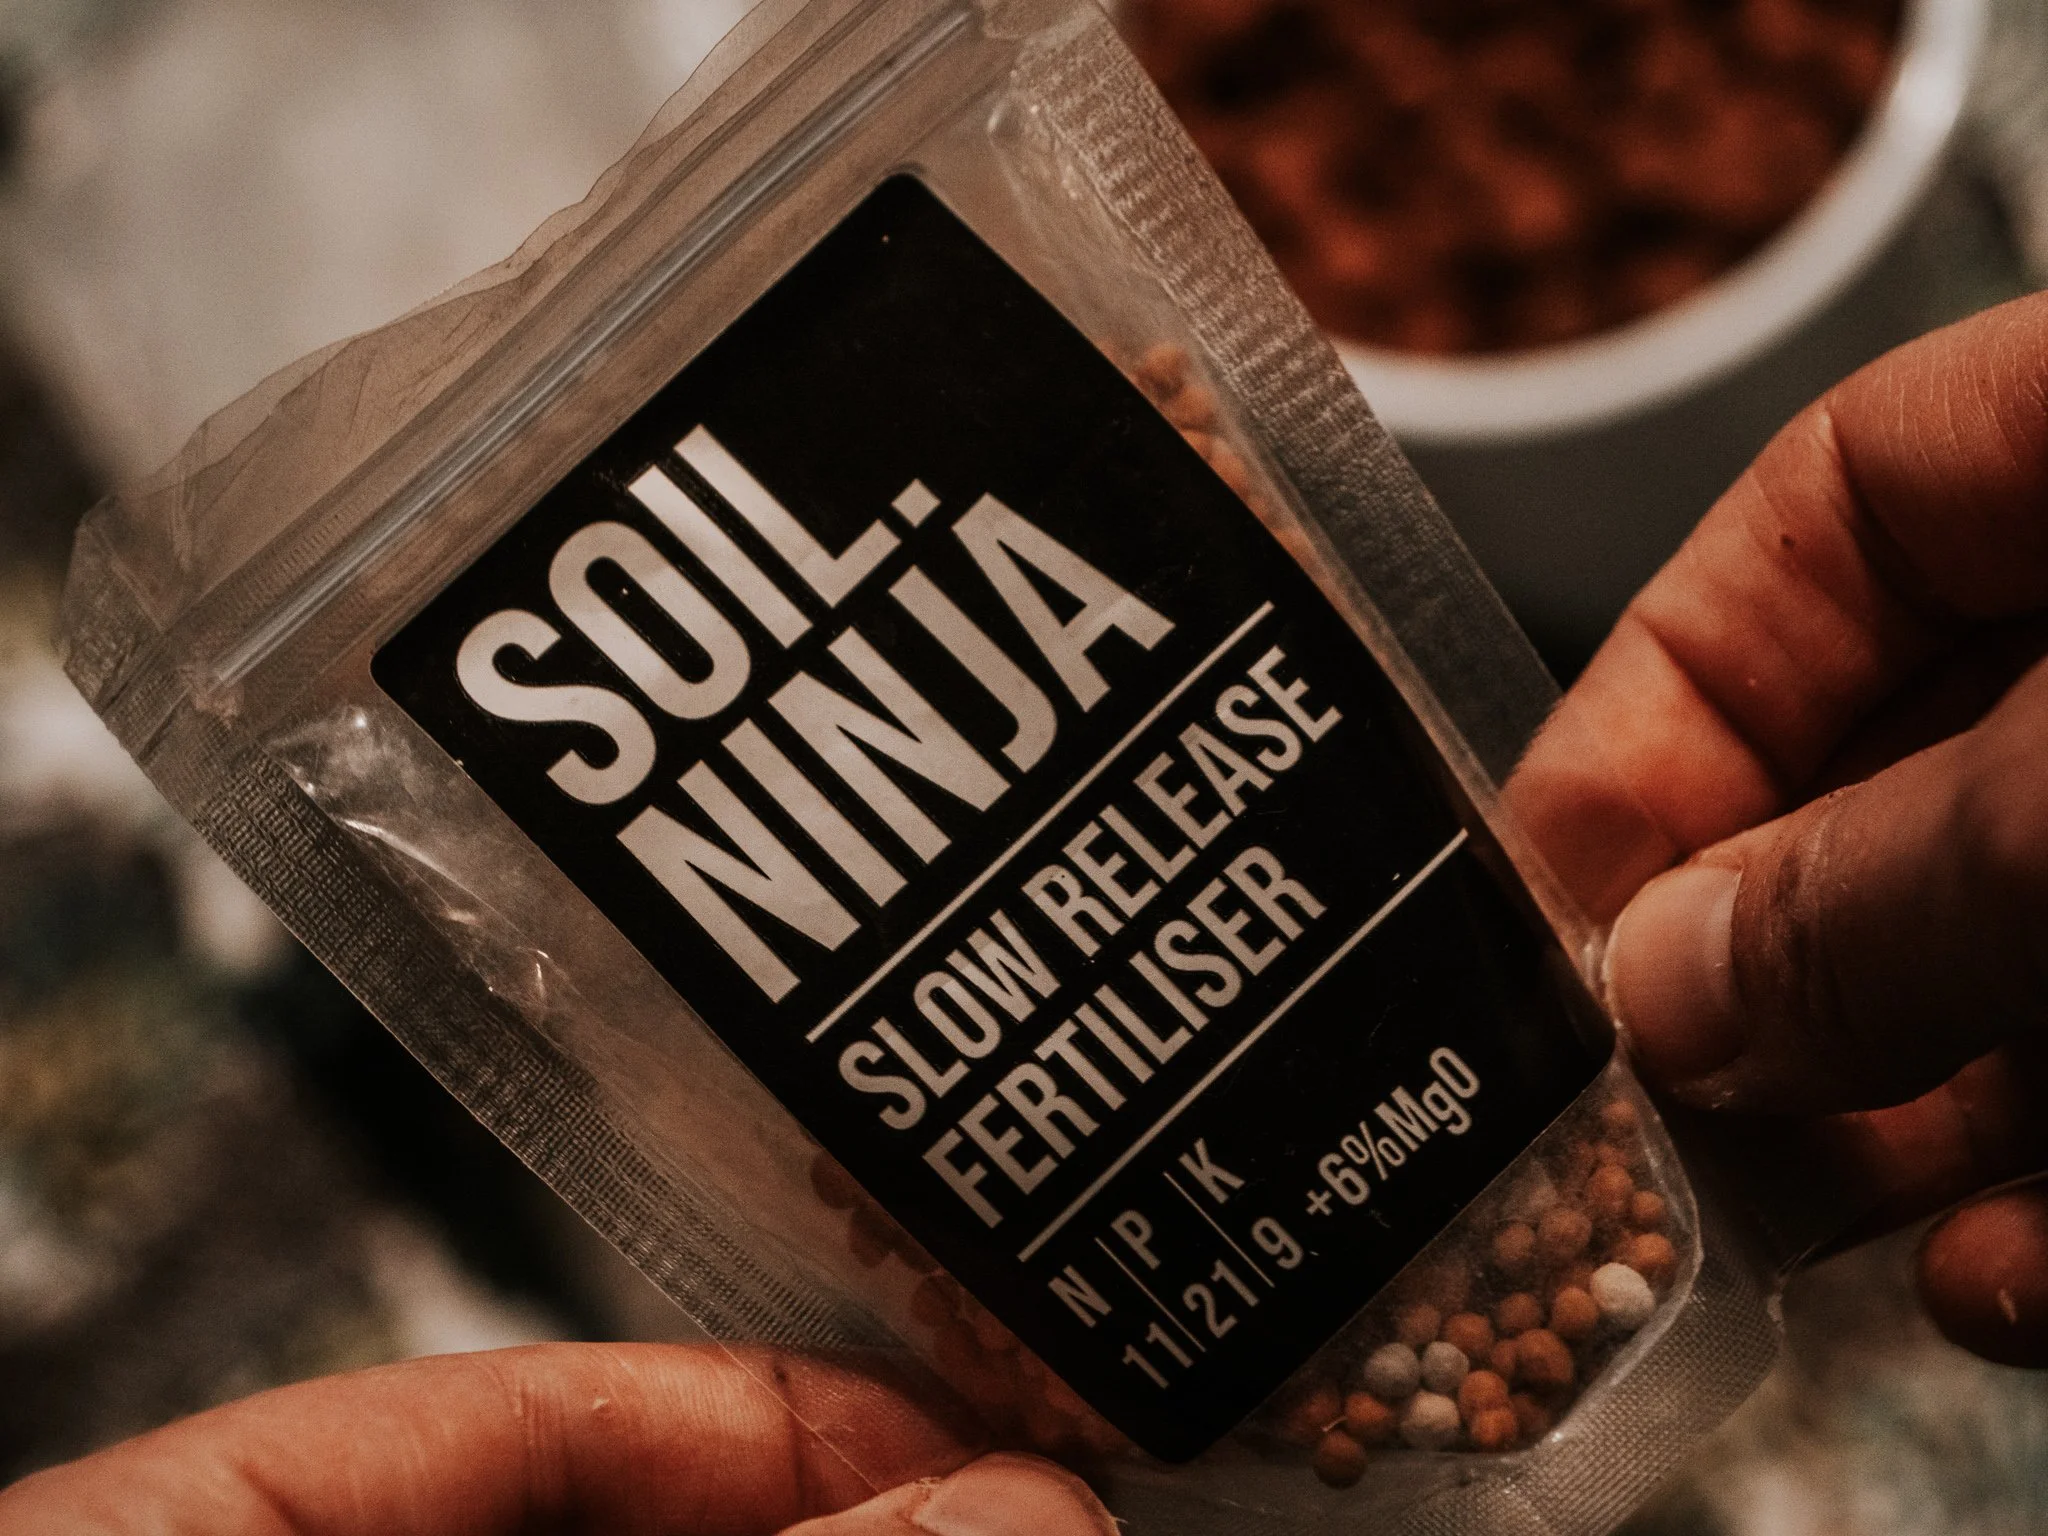 SOIL.
NINJA
SLOW RELEASE
FERTILISER
N | P | K
11 | 21 | 9 +6%MgO